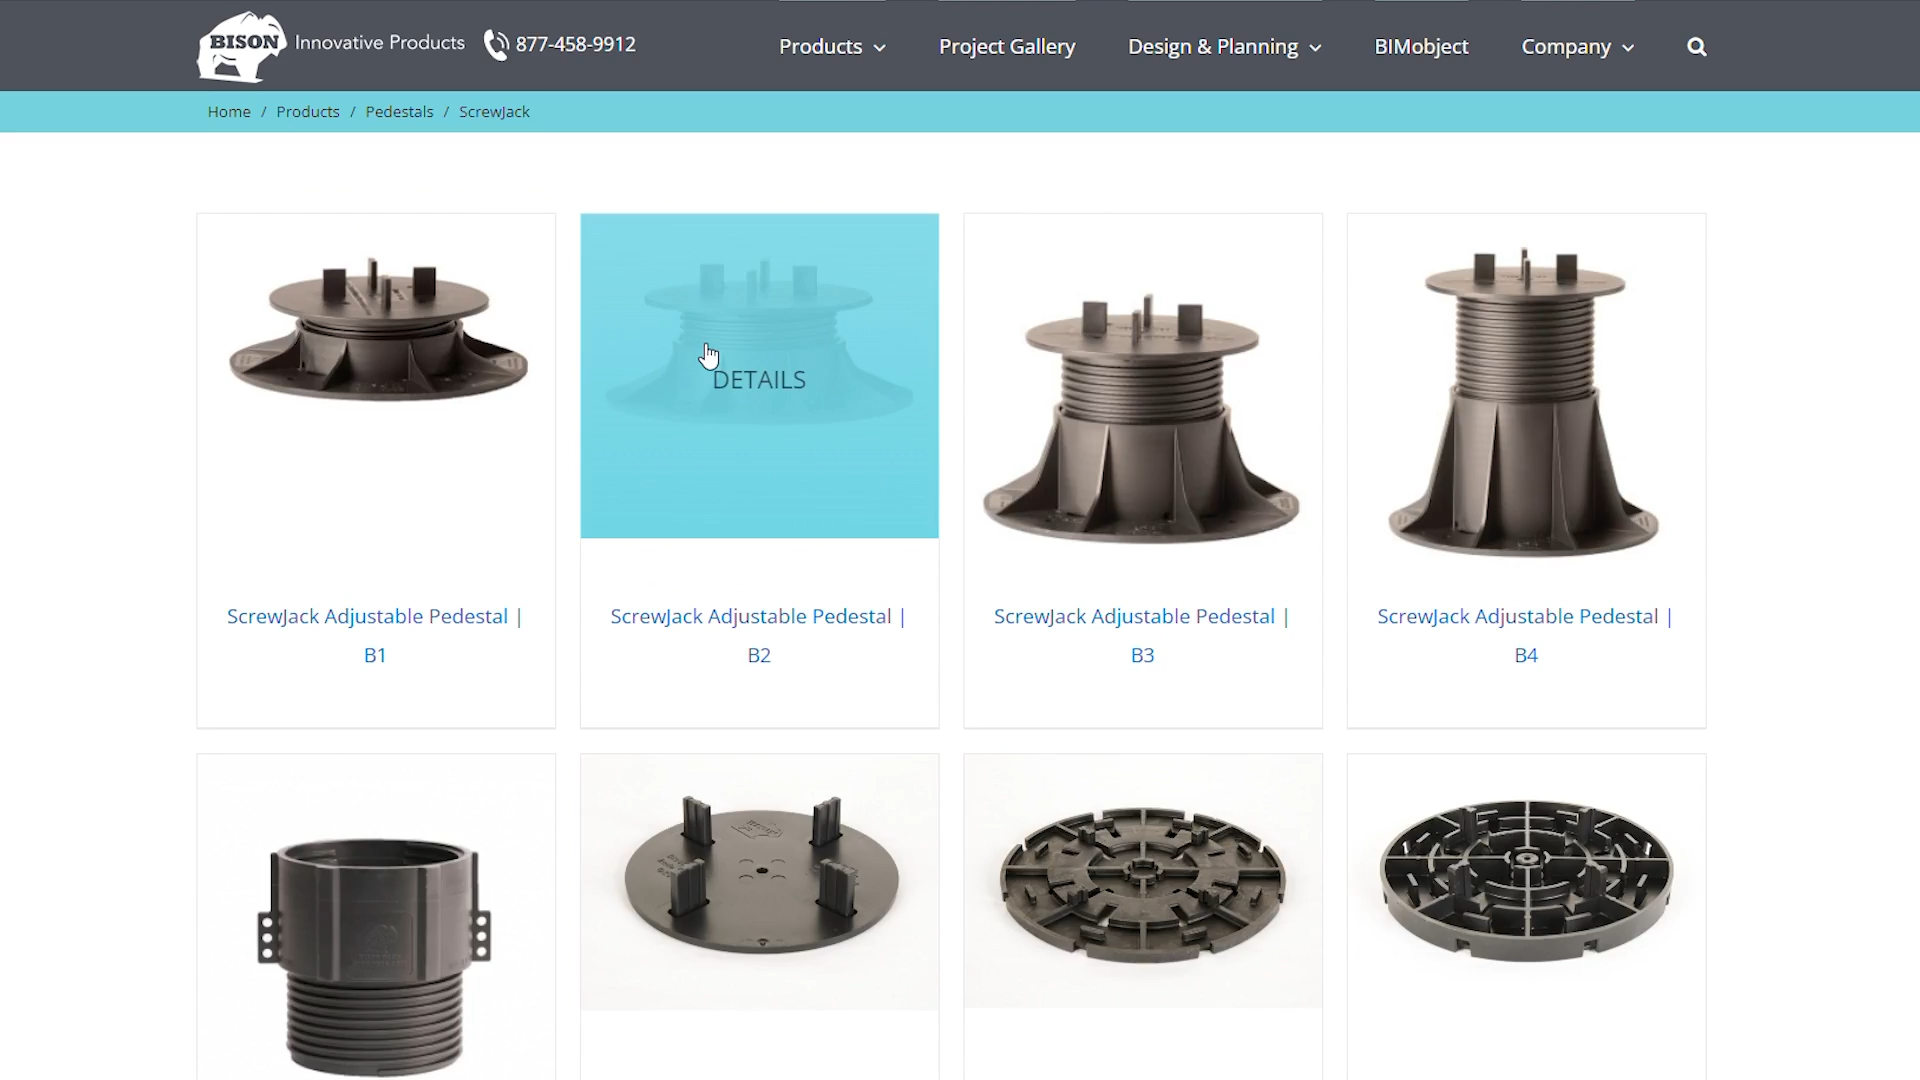 BISON Innovative Products 877-458-9912 Products Project Gallery Design & Planning BIMobject Company
Home / Products / Pedestals / ScrewJack
DETAILS
ScrewJack Adjustable Pedestal |
B1
ScrewJack Adjustable Pedestal |
B2
ScrewJack Adjustable Pedestal |
B3
ScrewJack Adjustable Pedestal |
B4